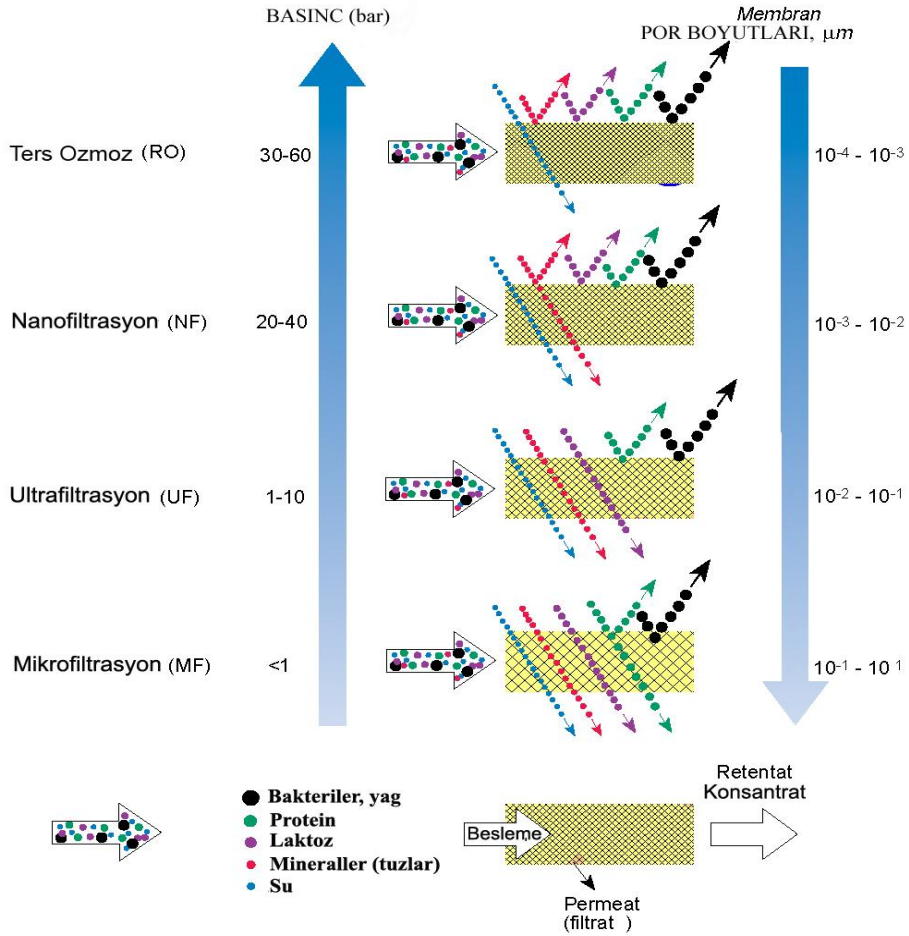 BASINC (bar)
Membran
POR BOYUTLARI, μm
Ters Ozmoz (RO)
30-60
10⁻⁴ - 10⁻³
Nanofiltrasyon (NF)
20-40
10⁻³ - 10⁻²
Ultrafiltrasyon (UF)
1-10
10⁻² - 10⁻¹
Mikrofiltrasyon (MF)
<1
10⁻¹ - 10¹
Bakteriler, yag
Protein
Laktoz
Mineraller (tuzlar)
Su
Besleme
Retentat
Konsantrat
Permeat
(filtrat )